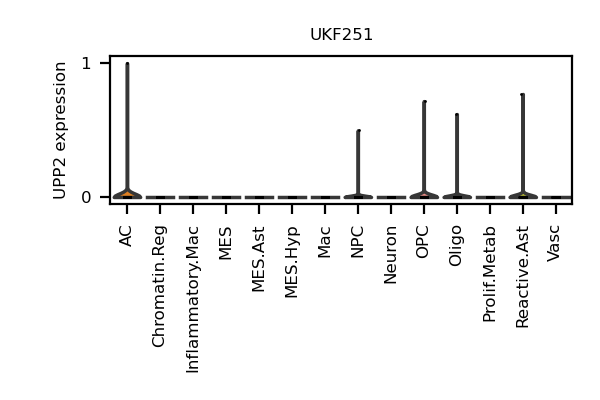 UKF251
UPP2 expression
1
0
AC
Chromatin.Reg
Inflammatory.Mac
MES
MES.Ast
MES.Hyp
Mac
NPC
Neuron
OPC
Oligo
Prolif.Metab
Reactive.Ast
Vasc